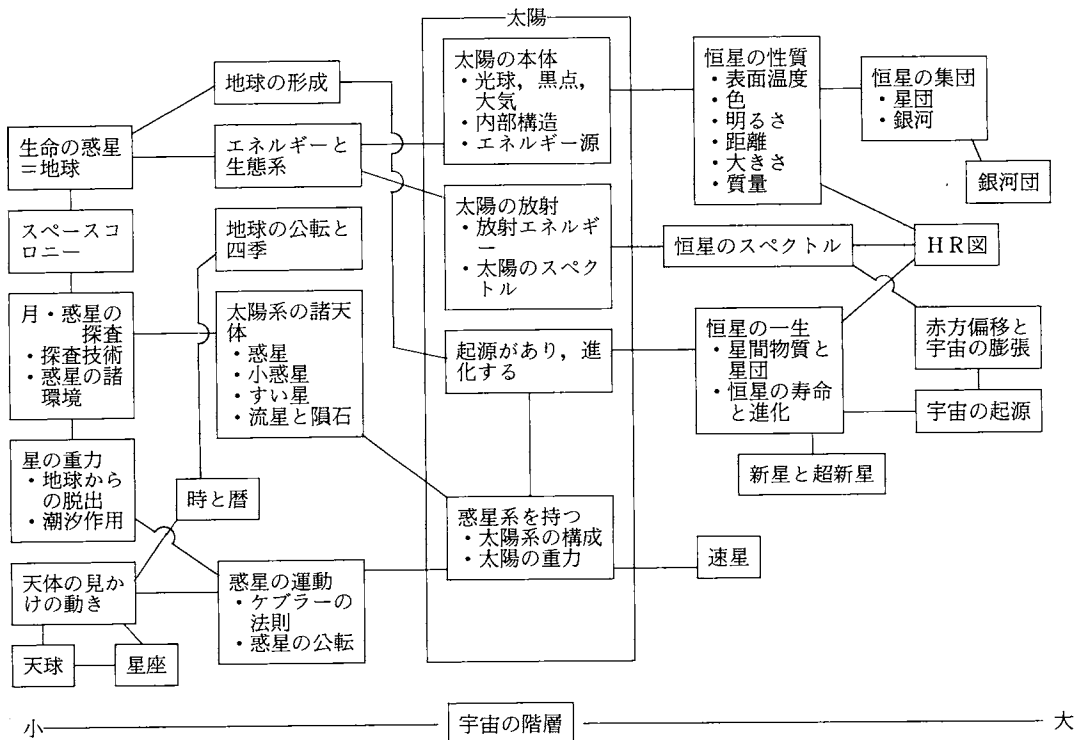 太陽
地球の形成
生命の惑星
=地球
エネルギーと
生態系
スペースコ
ロニー
地球の公転と
四季
月・惑星の
探査
・探査技術
・惑星の諸
環境
太陽系の諸天
体
・惑星
・小惑星
・すい星
・流星と隕石
星の重力
・地球から
の脱出
・潮汐作用
時と暦
天体の見か
けの動き
天球
星座
惑星の運動
・ケプラーの
法則
・惑星の公転
太陽の本体
・光球，黒点，
大気
・内部構造
・エネルギー源
太陽の放射
・放射エネルギ
ー
・太陽のスペク
トル
起源があり，進
化する
惑星系を持つ
・太陽系の構成
・太陽の重力
恒星の性質
・表面温度
・色
・明るさ
・距離
・大きさ
・質量
恒星の集団
・星団
・銀河
銀河団
恒星のスペクトル
HR図
恒星の一生
・星間物質と
星団
・恒星の寿命
と進化
赤方偏移と
宇宙の膨張
宇宙の起源
新星と超新星
速星
小
宇宙の階層
大